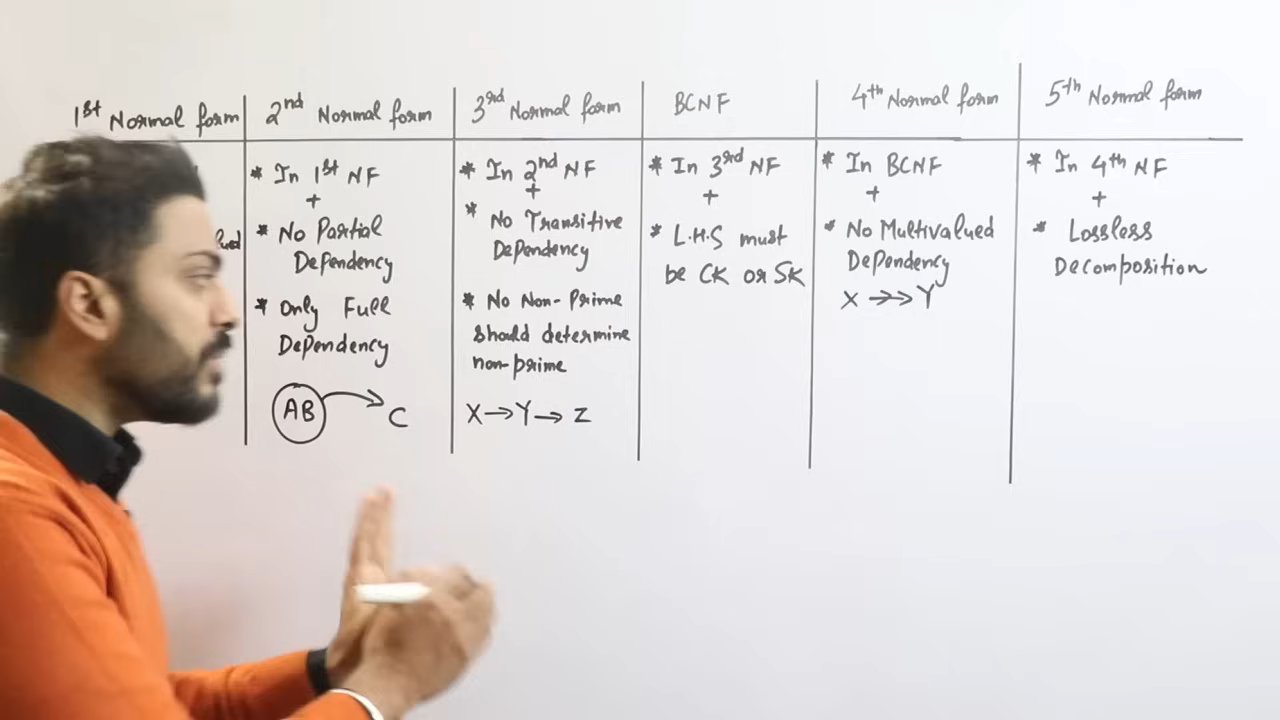 1st Normal form
2nd Normal form
* In 1st NF
+
* No Partial
Dependency
* Only Full
Dependency
AB → C
3rd Normal form
* In 2nd NF
+
* No Transitive
Dependency
* No Non-Prime
should determine
non-prime
X → Y → Z
BCNF
* In 3rd NF
+
* L.H.S must
be CK or SK
4th Normal form
* In BCNF
+
* No Multivalued
Dependency
X →→ Y
5th Normal form
* In 4th NF
+
* Lossless
Decomposition